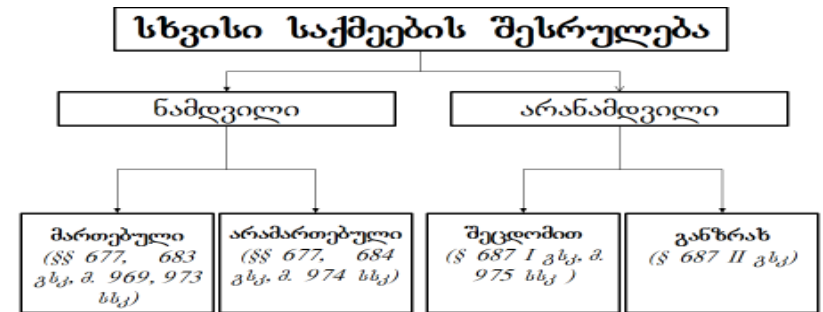 სხვისი საქმეების შესრულება
ნამდვილი
არანამდვილი
მართებული
(§§ 677, 683
გსკ, მ. 969, 973
სსკ)
არამართებული
(§§ 677, 684
გსკ, მ. 974 სსკ)
შეცდომით
(§ 687 I გსკ, მ.
975 სსკ )
განზრახ
(§ 687 II გსკ)